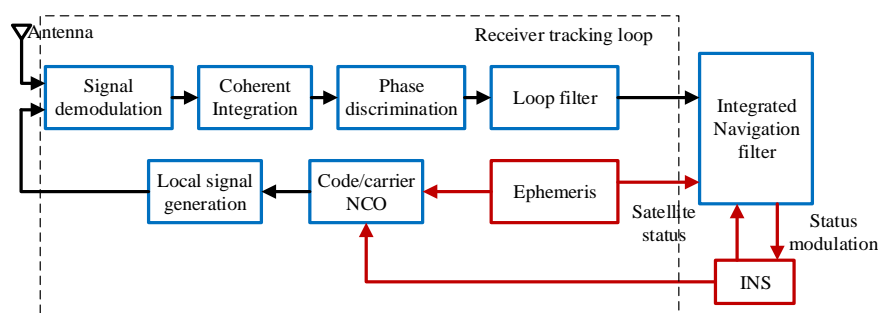 Antenna
Receiver tracking loop
Signal
demodulation
Coherent
Integration
Phase
discrimination
Loop filter
Integrated
Navigation
filter
Local signal
generation
Code/carrier
NCO
Ephemeris
Satellite
status
Status
modulation
INS